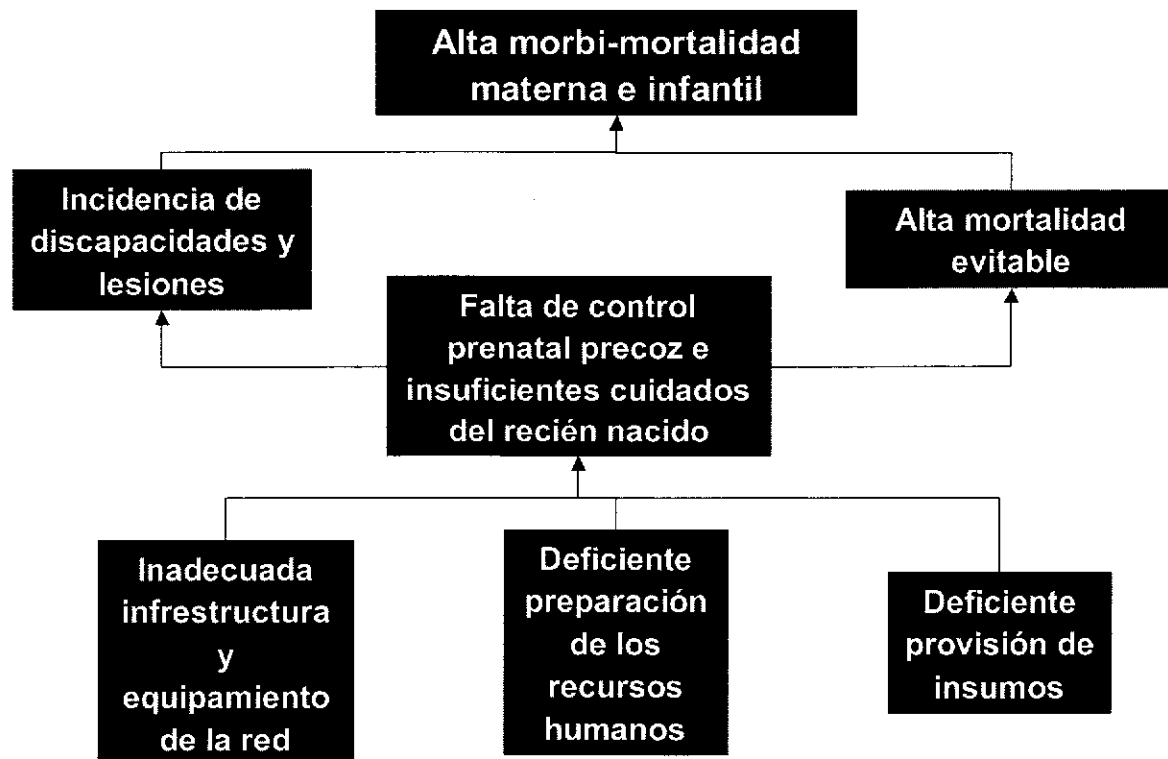 Alta morbi-mortalidad
materna e infantil
Incidencia de
discapacidades y
lesiones
Alta mortalidad
evitable
Falta de control
prenatal precoz e
insuficientes cuidados
del recién nacido
Inadecuada
infrestructura
y
equipamiento
de la red
Deficiente
preparación
de los
recursos
humanos
Deficiente
provisión de
insumos